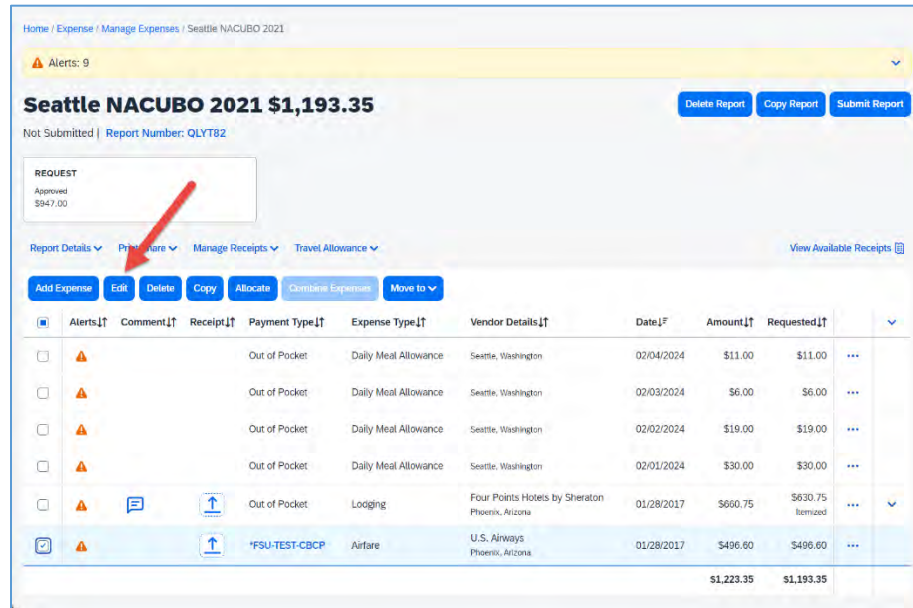 Home / Expense / Manage Expenses / Seattle NACUBO 2021
Alerts: 9
Seattle NACUBO 2021 $1,193.35
Delete Report Copy Report Submit Report
Not Submitted | Report Number: QLYT82
REQUEST
Approved
$947.00
Report Details Print/Share Manage Receipts Travel Allowance View Available Receipts
Add Expense Edit Delete Copy Allocate Combine Expenses Move to
Alerts Comment Receipt Payment Type Expense Type Vendor Details Date Amount Requested
Out of Pocket Daily Meal Allowance Seattle, Washington 02/04/2024 $11.00 $11.00 •••
Out of Pocket Daily Meal Allowance Seattle, Washington 02/03/2024 $6.00 $6.00 •••
Out of Pocket Daily Meal Allowance Seattle, Washington 02/02/2024 $19.00 $19.00 •••
Out of Pocket Daily Meal Allowance Seattle, Washington 02/01/2024 $30.00 $30.00 •••
Out of Pocket Lodging Four Points Hotels by Sheraton 01/28/2017 $660.75 $630.75 •••
Phoenix, Arizona Itemized
*FSU-TEST-CBCP Airfare U.S. Airways 01/28/2017 $496.60 $496.60 •••
Phoenix, Arizona
$1,223.35 $1,193.35